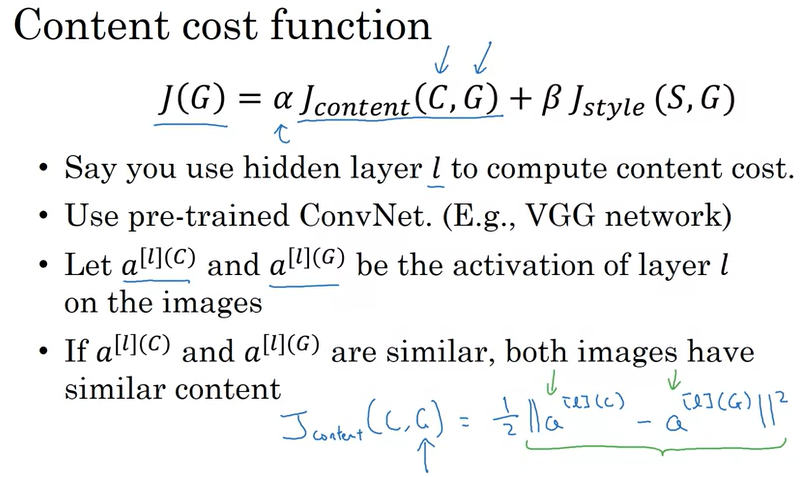 Content cost function
J(G) = α J_content(C, G) + β J_style (S, G)
• Say you use hidden layer l to compute content cost.
• Use pre-trained ConvNet. (E.g., VGG network)
• Let a^[l](C) and a^[l](G) be the activation of layer l
on the images
• If a^[l](C) and a^[l](G) are similar, both images have
similar content
J_content(C,G) = 1/2 ||a^[l](C) - a^[l](G)||^2